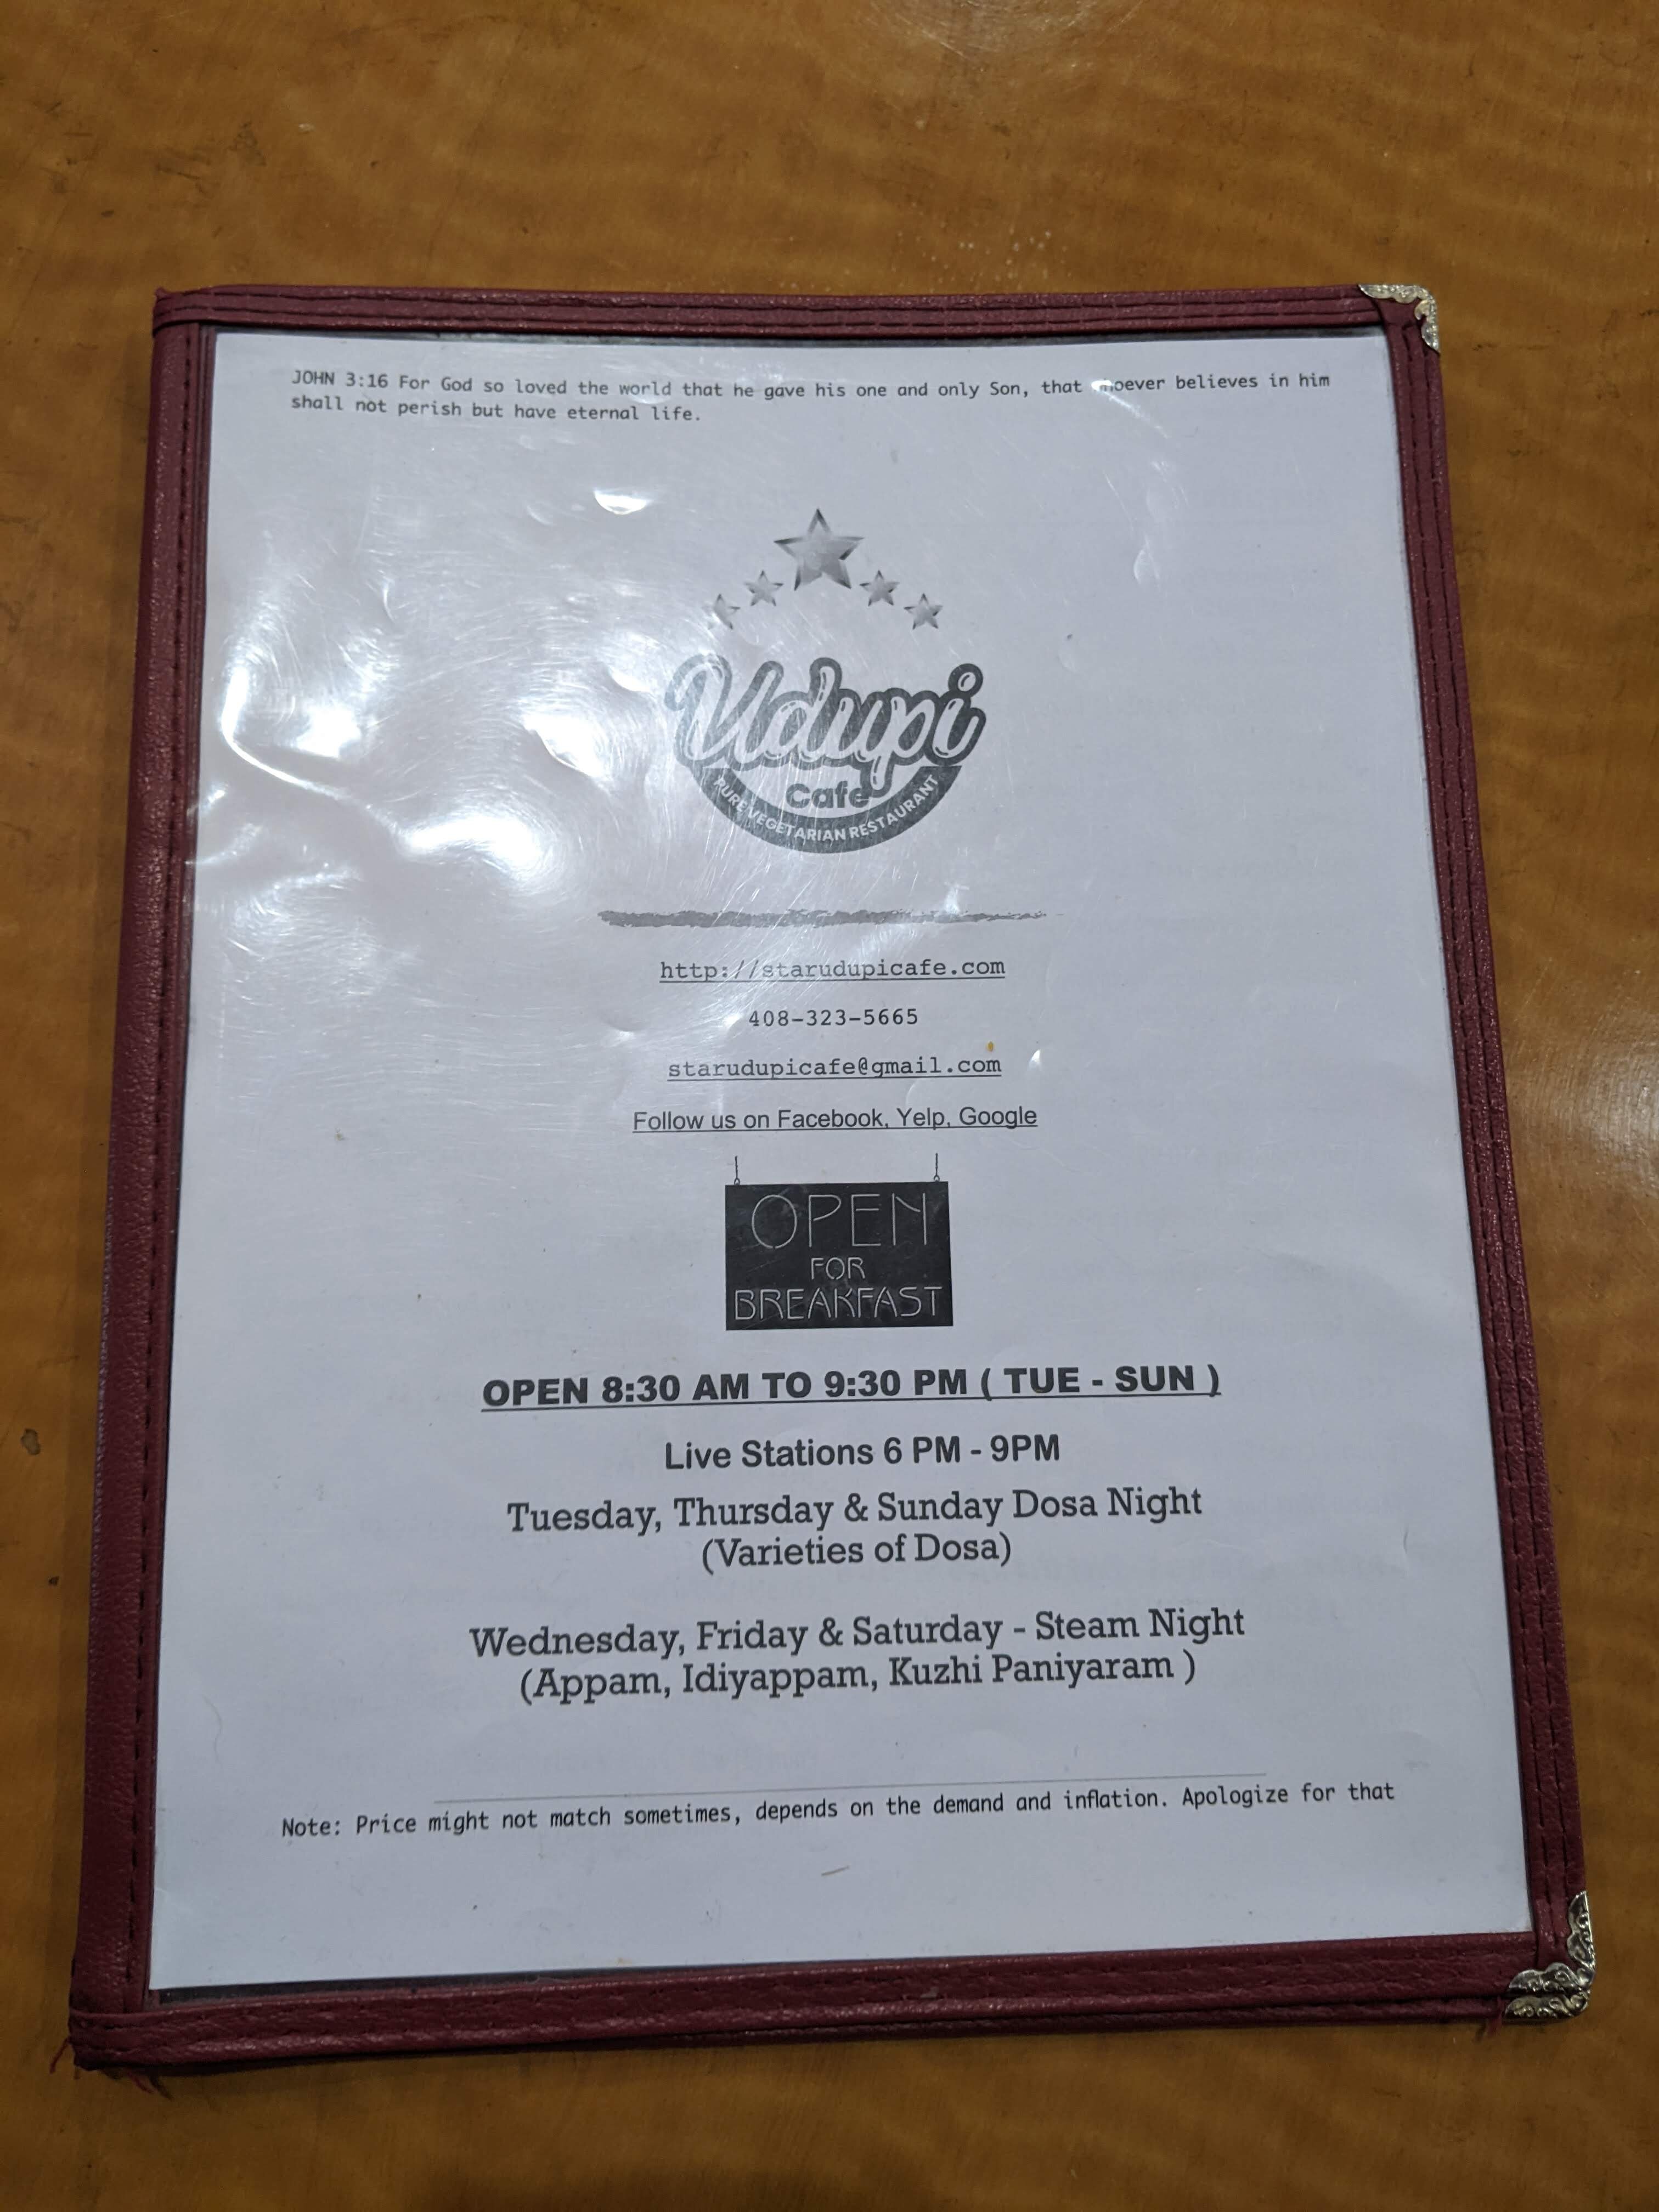 JOHN 3:16 For God so loved the world that he gave his one and only Son, that whoever believes in him
shall not perish but have eternal life.
Udupi
Cafe
PURE VEGETARIAN RESTAURANT
http://starudupicafe.com
408-323-5665
starudupicafe@gmail.com
Follow us on Facebook, Yelp, Google
OPEN
FOR
BREAKFAST
OPEN 8:30 AM TO 9:30 PM ( TUE - SUN )
Live Stations 6 PM - 9PM
Tuesday, Thursday & Sunday Dosa Night
(Varieties of Dosa)
Wednesday, Friday & Saturday - Steam Night
(Appam, Idiyappam, Kuzhi Paniyaram )
Note: Price might not match sometimes, depends on the demand and inflation. Apologize for that